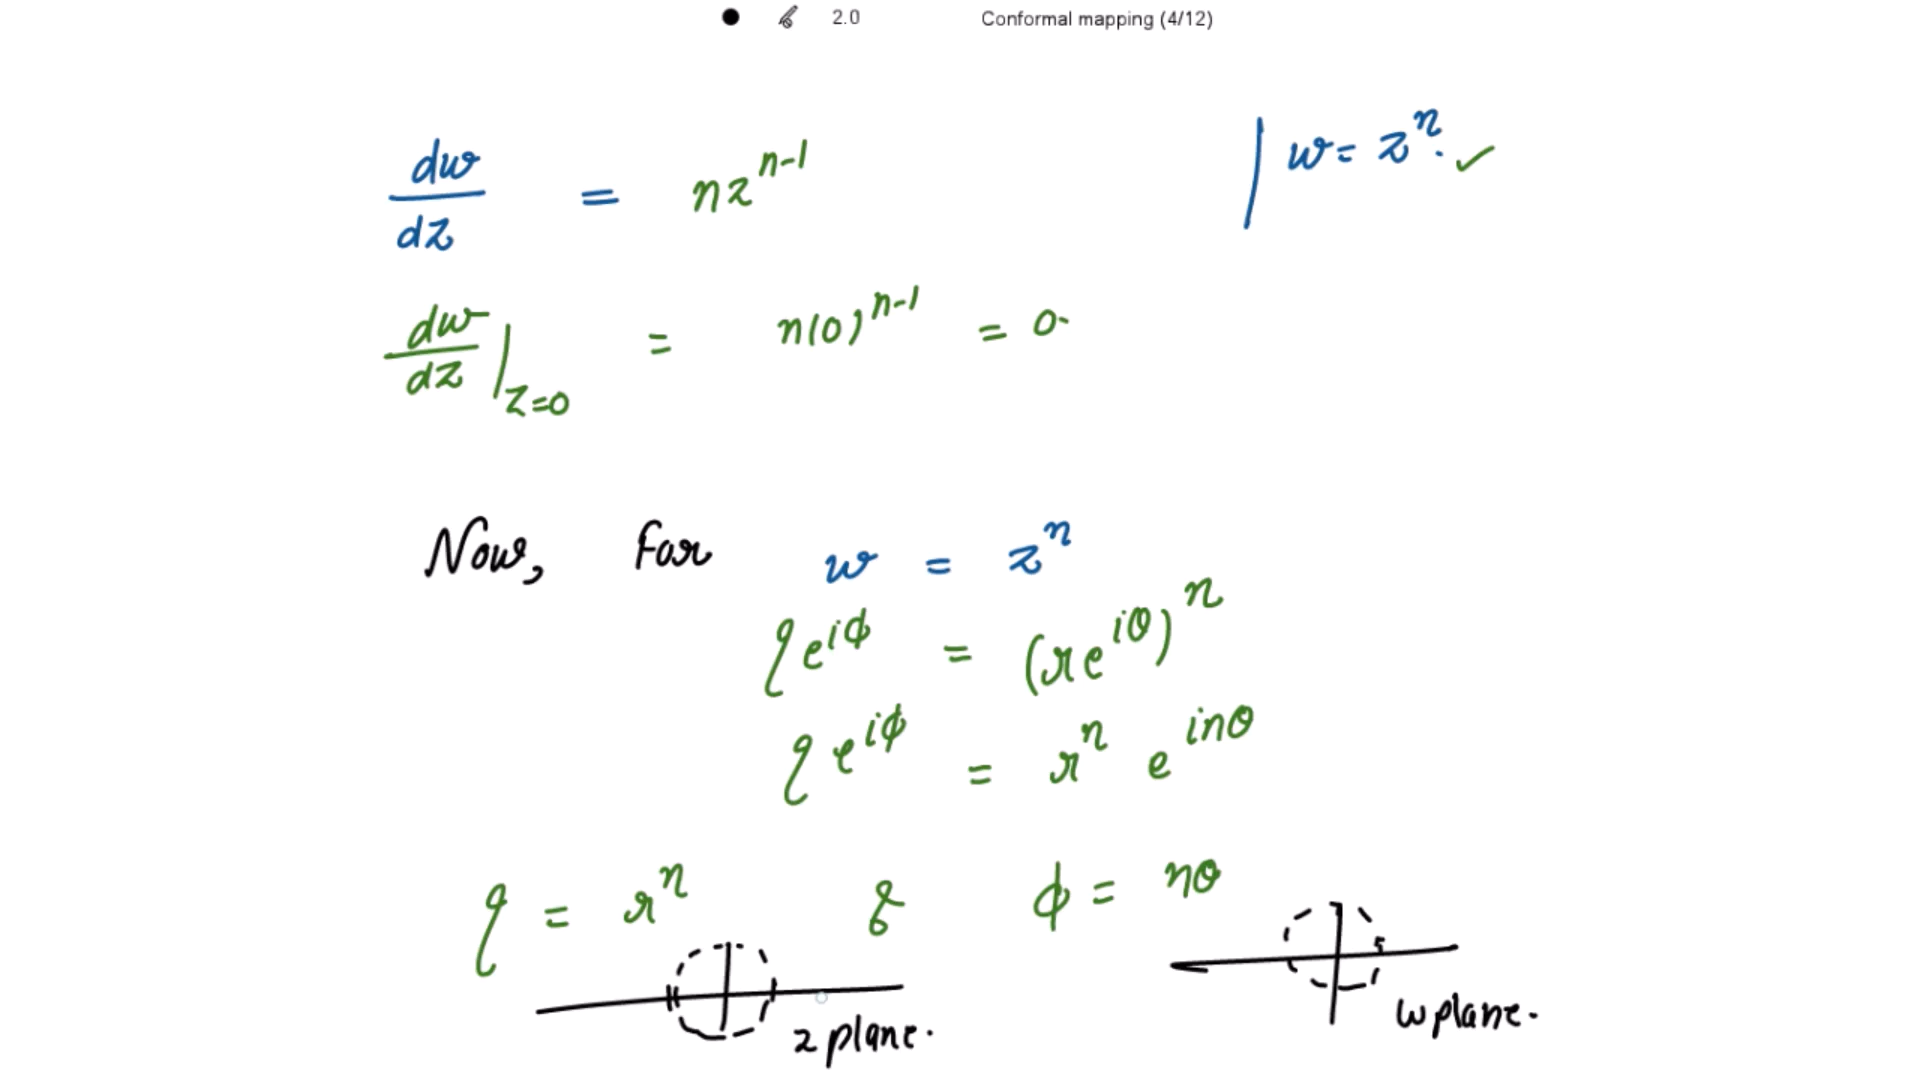 2.0 Conformal mapping (4/12)
dw/dz = nz^(n-1) | w = z^n. ✓
dw/dz |_(z=0) = n(0)^(n-1) = 0.
Now, For w = z^n
ρe^(iϕ) = (re^(iθ))^n
ρe^(iϕ) = r^n e^(inθ)
ρ = r^n & ϕ = nθ
z plane.
w plane.